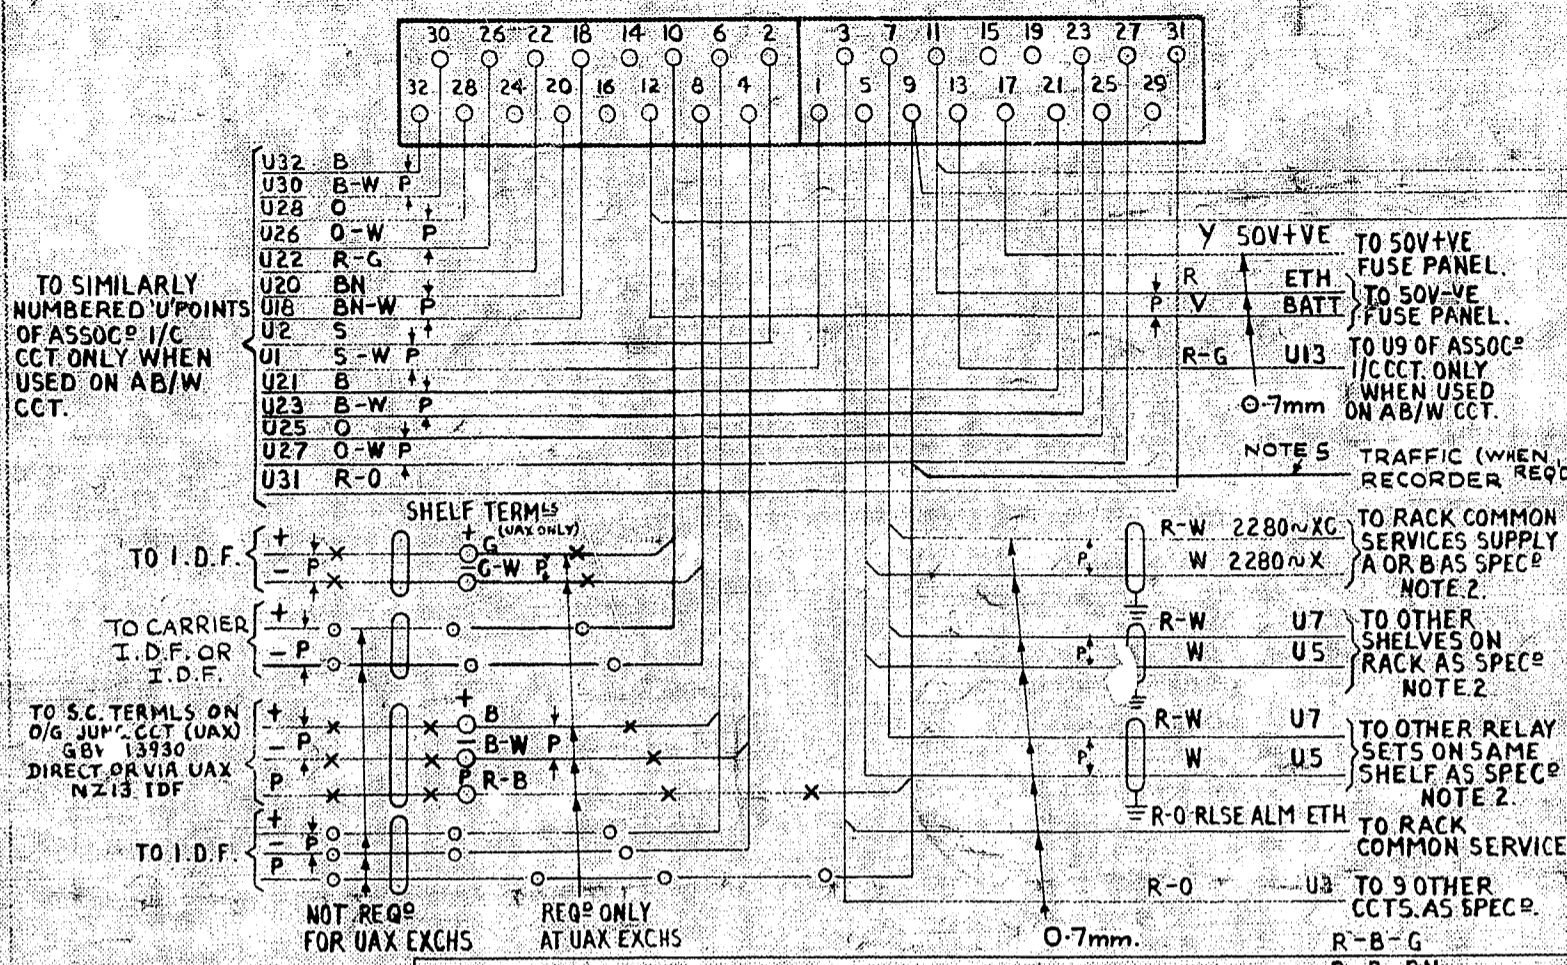 30 26 22 18 14 10 6 2 3 7 11 15 19 23 27 31
32 28 24 20 16 12 8 4 1 5 9 13 17 21 25 29
TO SIMILARLY
NUMBERED 'U' POINTS
OF ASSOCD I/C
CCT ONLY WHEN
USED ON AB/W
CCT.
U32 B
U30 B-W P
U28 O
U26 O-W P
U22 R-G
U20 BN
U18 BN-W P
U2 S
U1 S-W P
U21 B
U23 B-W P
U25 O
U27 O-W P
U31 R-O
SHELF TERMLS
(UAX ONLY)
TO I.D.F.
+ P -
+ G
- G-W P
TO CARRIER
I.D.F. OR
I.D.F.
+
- P
TO S.C. TERMLS ON
O/G JUNC CCT (UAX)
13930
DIRECT OR VIA UAX
NZ13 IDF
+
- P
P
+ B
- B-W P
P R-B
TO I.D.F.
+
- P
P
NOT REQD
FOR UAX EXCHS
REQD ONLY
AT UAX EXCHS
Y 50V+VE
TO 50V+VE
FUSE PANEL.
R ETH
P
V BATT
TO 50V-VE
FUSE PANEL.
R-G U13
TO U9 OF ASSOCD
I/C CCT. ONLY
WHEN USED
ON AB/W CCT.
0.7mm
NOTE 5
TRAFFIC (WHEN
RECORDER REQD
R-W 2280~XG
P
W 2280~X
TO RACK COMMON
SERVICES SUPPLY
A OR B AS SPECD
NOTE 2.
R-W U7
P
W U5
TO OTHER
SHELVES ON
RACK AS SPECD
NOTE 2
R-W U7
P
W U5
TO OTHER RELAY
SETS ON SAME
SHELF AS SPECD
NOTE 2.
R-O RLSE ALM ETH
TO RACK
COMMON SERVICE
R-O U3
TO 9 OTHER
CCTS. AS SPECD.
0.7mm.
R-B-G